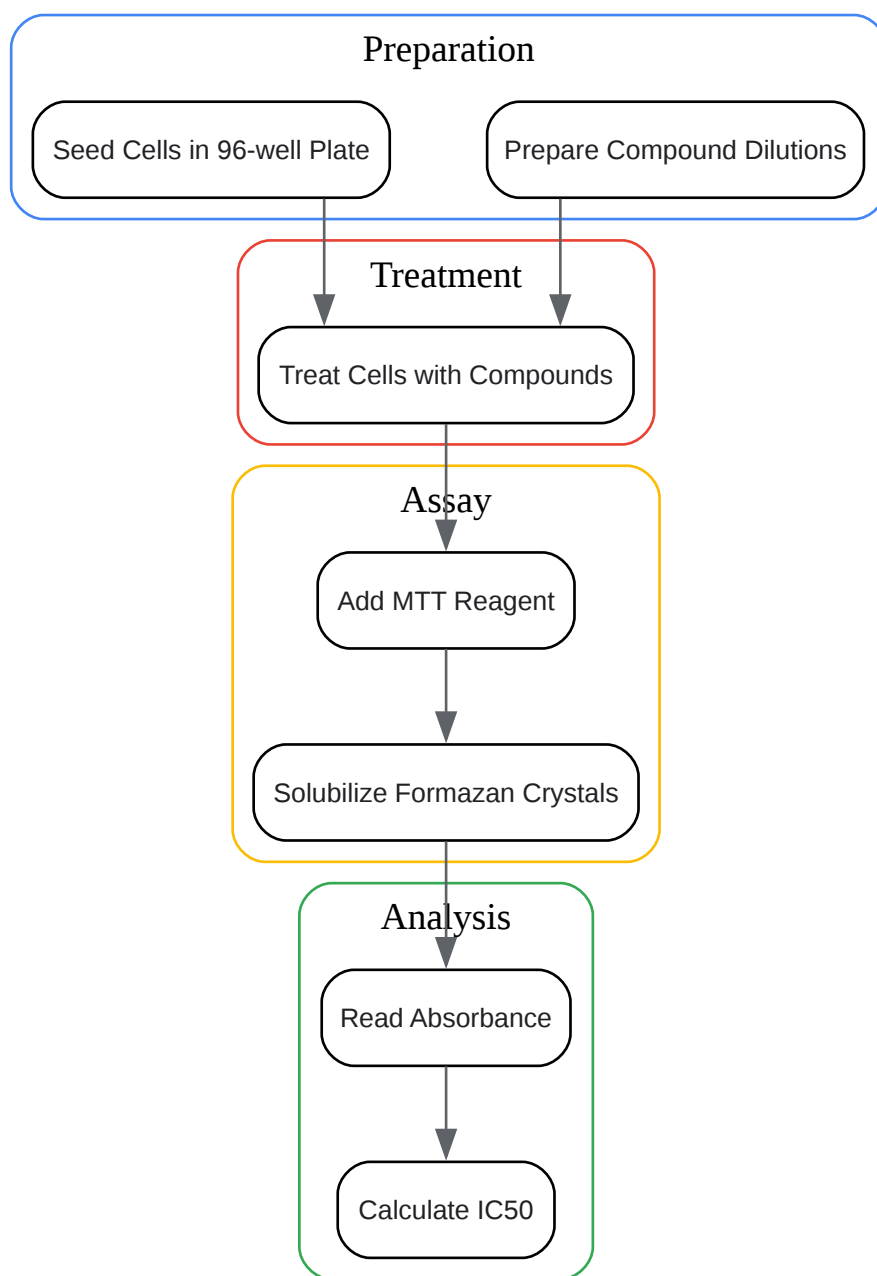 Preparation
Seed Cells in 96-well Plate
Prepare Compound Dilutions
Treatment
Treat Cells with Compounds
Assay
Add MTT Reagent
Solubilize Formazan Crystals
Analysis
Read Absorbance
Calculate IC50